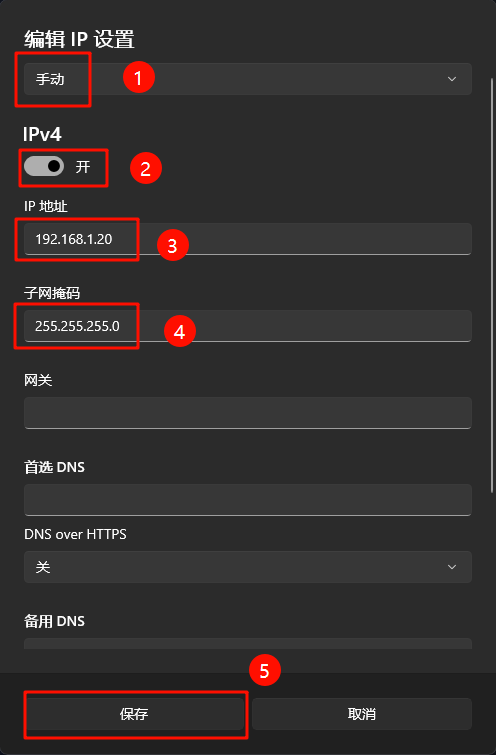 编辑 IP 设置
手动
1
IPv4
开
2
IP 地址
192.168.1.20
3
子网掩码
255.255.255.0
4
网关
首选 DNS
DNS over HTTPS
关
备用 DNS
5
保存
取消